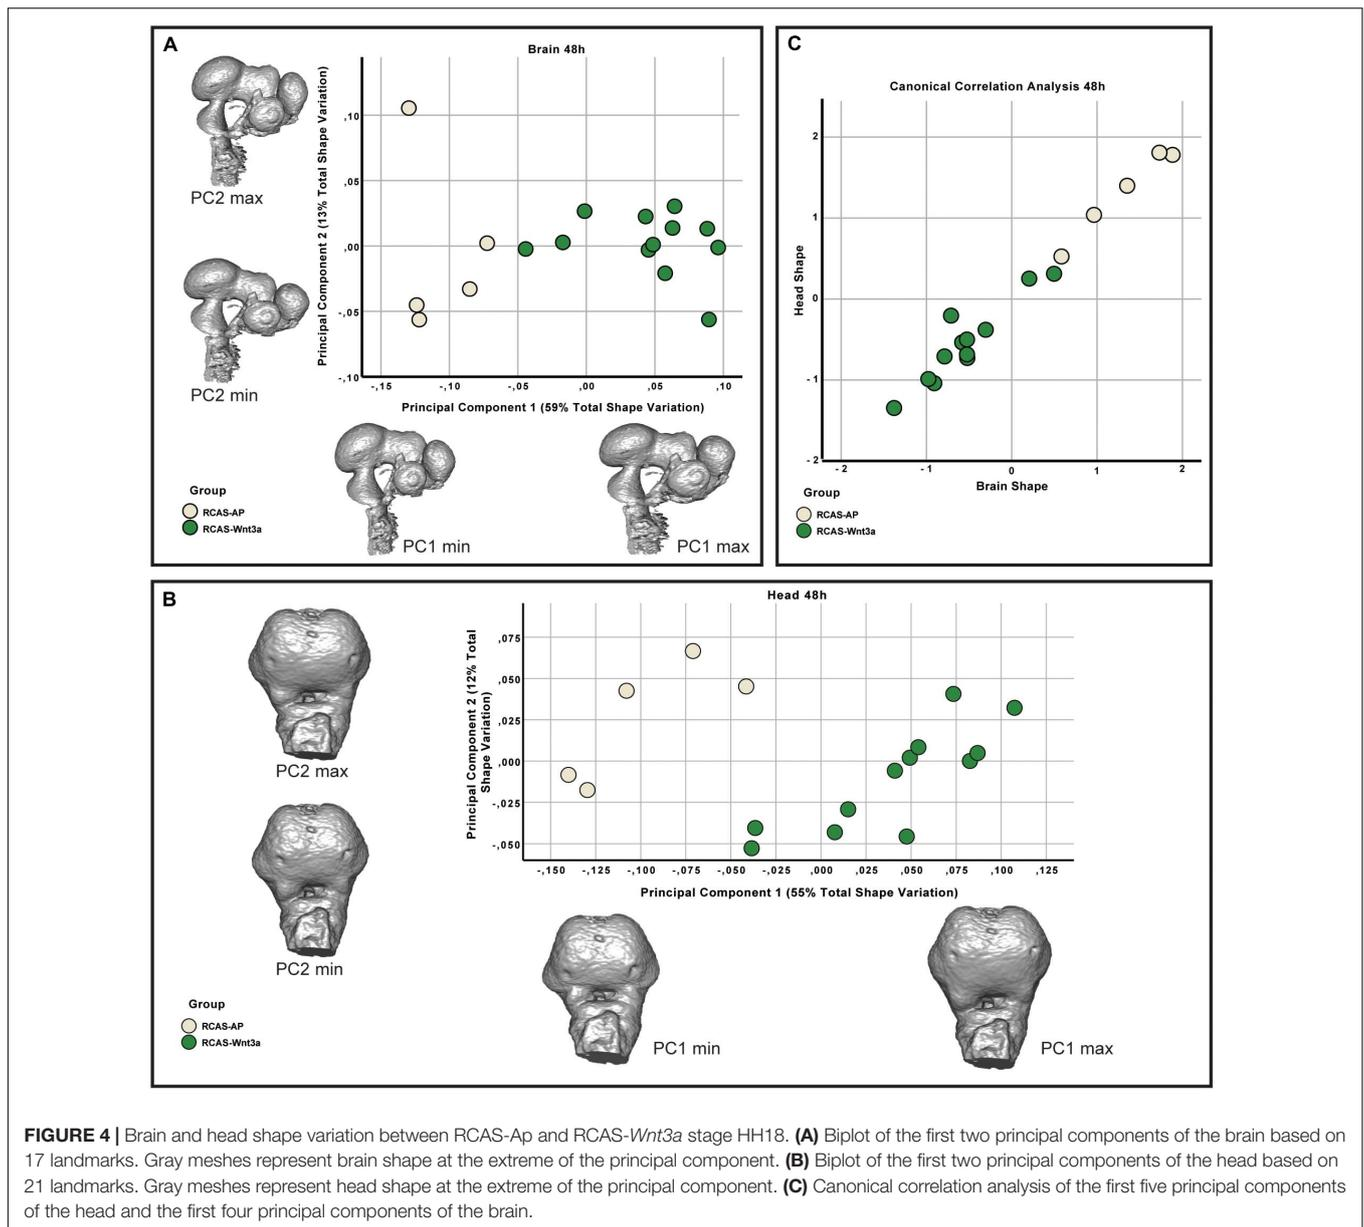 A
Brain 48h
PC2 max
PC2 min
Principal Component 2 (13% Total Shape Variation)
,10
,05
,00
-,05
-,10
-,15
-,10
-,05
,00
,05
,10
Principal Component 1 (59% Total Shape Variation)
Group
RCAS-AP
RCAS-Wnt3a
PC1 min
PC1 max
C
Canonical Correlation Analysis 48h
Head Shape
2
1
0
- 1
- 2
- 2
- 1
0
1
2
Brain Shape
Group
RCAS-AP
RCAS-Wnt3a
B
Head 48h
PC2 max
PC2 min
Principal Component 2 (12% Total
Shape Variation)
,075
,050
,025
,000
-,025
-,050
-,150
-,125
-,100
-,075
-,050
-,025
,000
,025
,050
,075
,100
,125
Principal Component 1 (55% Total Shape Variation)
Group
RCAS-AP
RCAS-Wnt3a
PC1 min
PC1 max
FIGURE 4 | Brain and head shape variation between RCAS-Ap and RCAS-Wnt3a stage HH18. (A) Biplot of the first two principal components of the brain based on
17 landmarks. Gray meshes represent brain shape at the extreme of the principal component. (B) Biplot of the first two principal components of the head based on
21 landmarks. Gray meshes represent head shape at the extreme of the principal component. (C) Canonical correlation analysis of the first five principal components
of the head and the first four principal components of the brain.